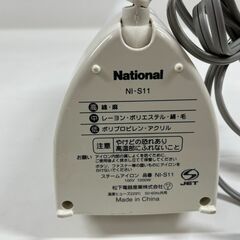 National
NI-S11
高 綿・麻
中 レーヨン・ポリエステル・絹・毛
低 ポリプロピレン・アクリル
注意
やけどの恐れあり
高温部にふれないこと
スチームアイロン 品番 NI-S11
100V 1200W
松下電器産業株式会社
Made in China
S
JET